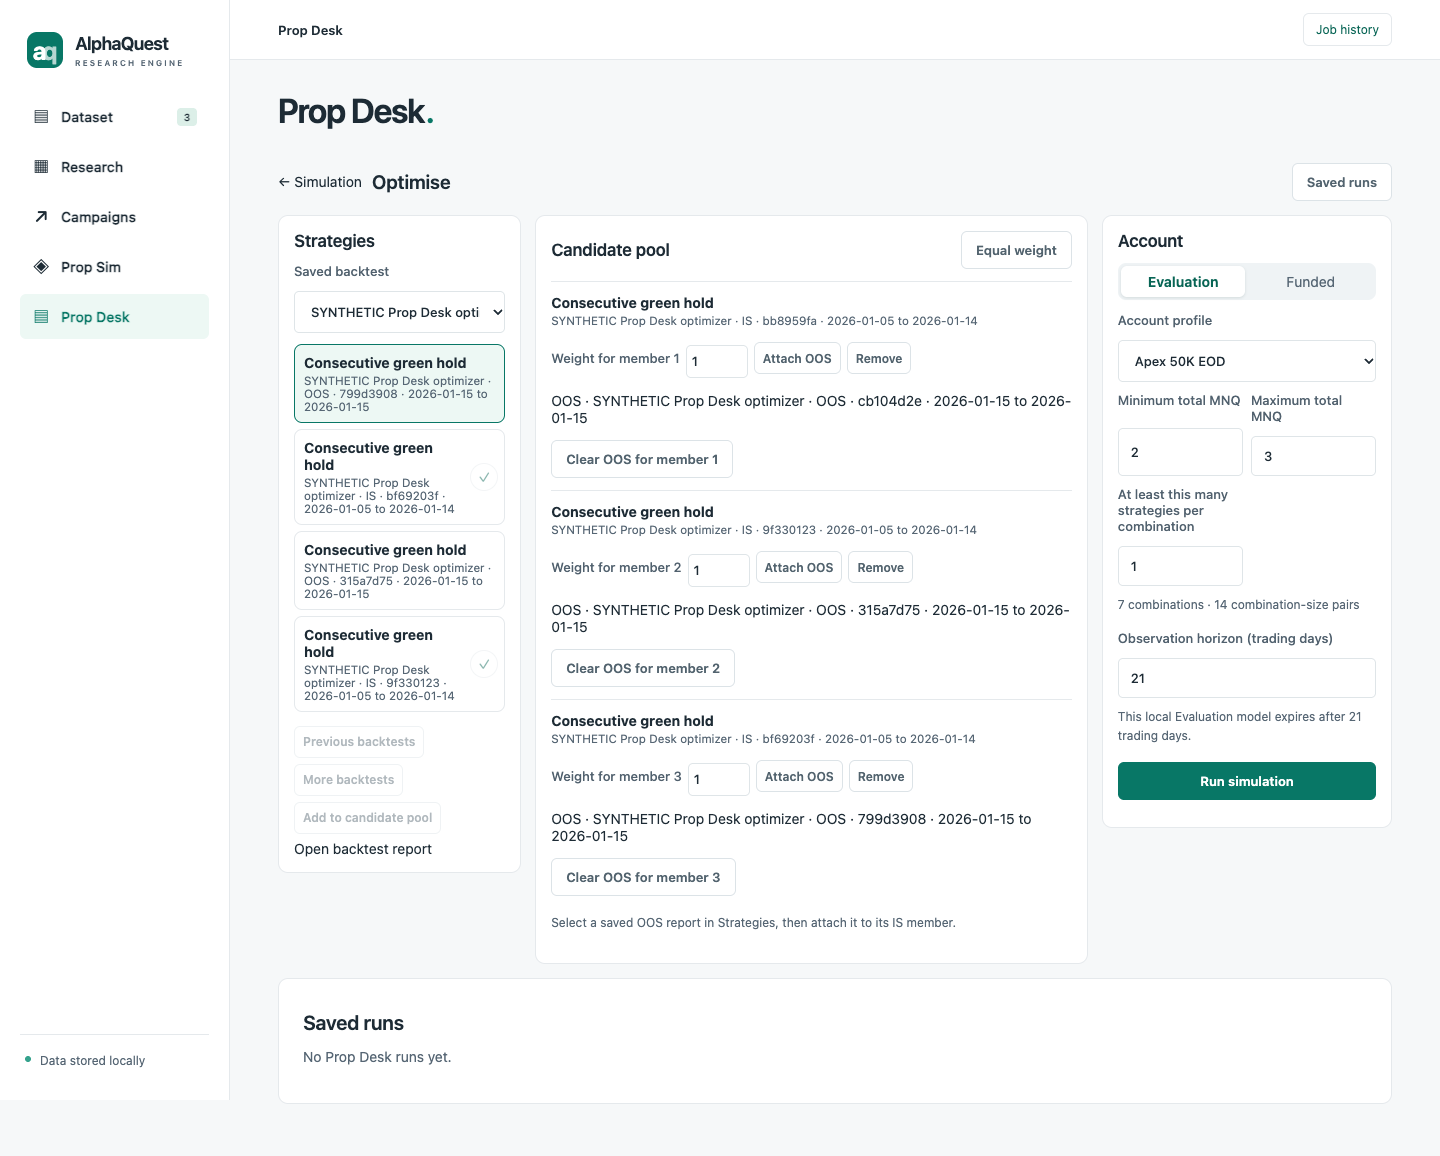 aq
AlphaQuest
RESEARCH ENGINE
Dataset
3
Research
Campaigns
Prop Sim
Prop Desk
Data stored locally
Prop Desk
Job history
Prop Desk.
← Simulation
Optimise
Saved runs
Strategies
Saved backtest
SYNTHETIC Prop Desk opti
Consecutive green hold
SYNTHETIC Prop Desk optimizer ·
OOS · 799d3908 · 2026-01-15 to
2026-01-15
Consecutive green
hold
SYNTHETIC Prop Desk
optimizer · IS · bf69203f ·
2026-01-05 to 2026-01-14
Consecutive green hold
SYNTHETIC Prop Desk optimizer ·
OOS · 315a7d75 · 2026-01-15 to
2026-01-15
Consecutive green
hold
SYNTHETIC Prop Desk
optimizer · IS · 9f330123 ·
2026-01-05 to 2026-01-14
Previous backtests
More backtests
Add to candidate pool
Open backtest report
Candidate pool
Equal weight
Consecutive green hold
SYNTHETIC Prop Desk optimizer · IS · bb8959fa · 2026-01-05 to 2026-01-14
Weight for member 1
1
Attach OOS
Remove
OOS · SYNTHETIC Prop Desk optimizer · OOS · cb104d2e · 2026-01-15 to 2026-
01-15
Clear OOS for member 1
Consecutive green hold
SYNTHETIC Prop Desk optimizer · IS · 9f330123 · 2026-01-05 to 2026-01-14
Weight for member 2
1
Attach OOS
Remove
OOS · SYNTHETIC Prop Desk optimizer · OOS · 315a7d75 · 2026-01-15 to 2026-
01-15
Clear OOS for member 2
Consecutive green hold
SYNTHETIC Prop Desk optimizer · IS · bf69203f · 2026-01-05 to 2026-01-14
Weight for member 3
1
Attach OOS
Remove
OOS · SYNTHETIC Prop Desk optimizer · OOS · 799d3908 · 2026-01-15 to
2026-01-15
Clear OOS for member 3
Select a saved OOS report in Strategies, then attach it to its IS member.
Account
Evaluation
Funded
Account profile
Apex 50K EOD
Minimum total MNQ
2
Maximum total
MNQ
3
At least this many
strategies per
combination
1
7 combinations · 14 combination-size pairs
Observation horizon (trading days)
21
This local Evaluation model expires after 21
trading days.
Run simulation
Saved runs
No Prop Desk runs yet.